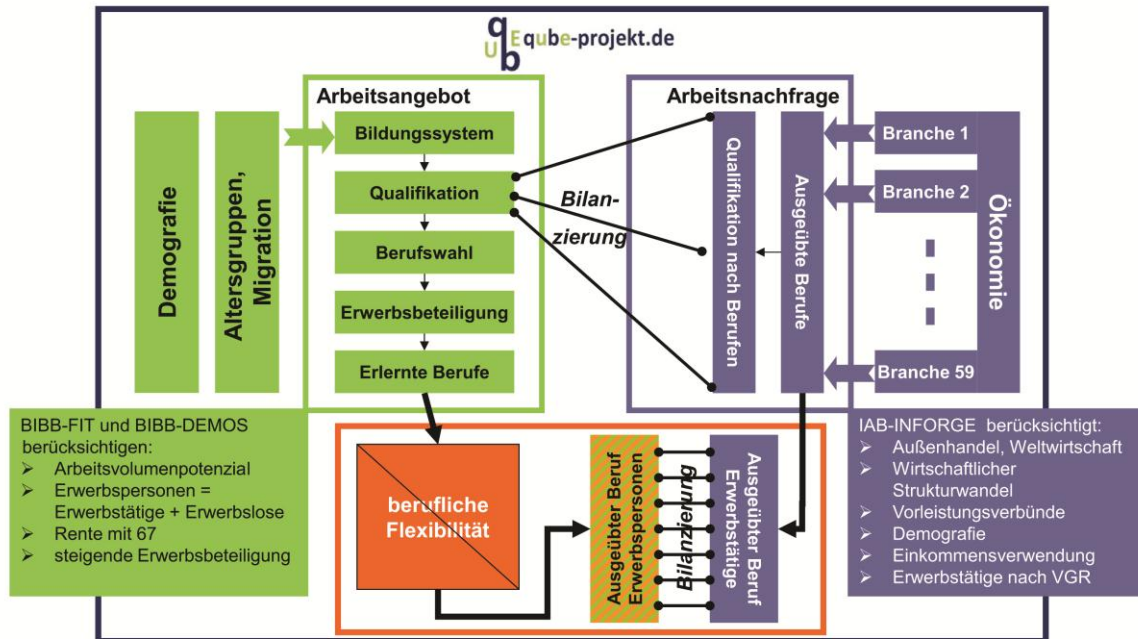 qube-projekt.de
Arbeitsangebot
Arbeitsnachfrage
Demografie
Altersgruppen,
Migration
Bildungssystem
Qualifikation
Berufswahl
Erwerbsbeteiligung
Erlernte Berufe
Bilan-
zierung
Qualifikation nach Berufen
Ausgeübte Berufe
Branche 1
Branche 2
Branche 59
Ökonomie
BIBB-FIT und BIBB-DEMOS
berücksichtigen:
Arbeitsvolumenpotenzial
Erwerbspersonen =
Erwerbstätige + Erwerbslose
Rente mit 67
steigende Erwerbsbeteiligung
berufliche
Flexibilität
Ausgeübter Beruf
Erwerbspersonen
Bilanzierung
Ausgeübter Beruf
Erwerbstätige
IAB-INFORGE berücksichtigt:
Außenhandel, Weltwirtschaft
Wirtschaftlicher
Strukturwandel
Vorleistungsverbünde
Demografie
Einkommensverwendung
Erwerbstätige nach VGR